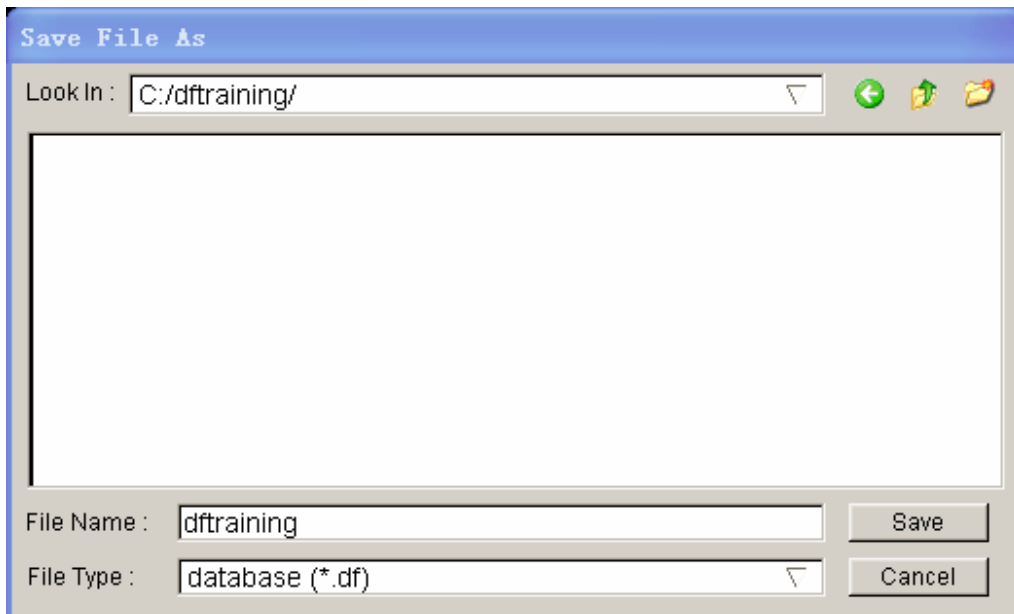 Save File As
Look In : C:/dftraining/
File Name : dftraining Save
File Type : database (*.df) Cancel